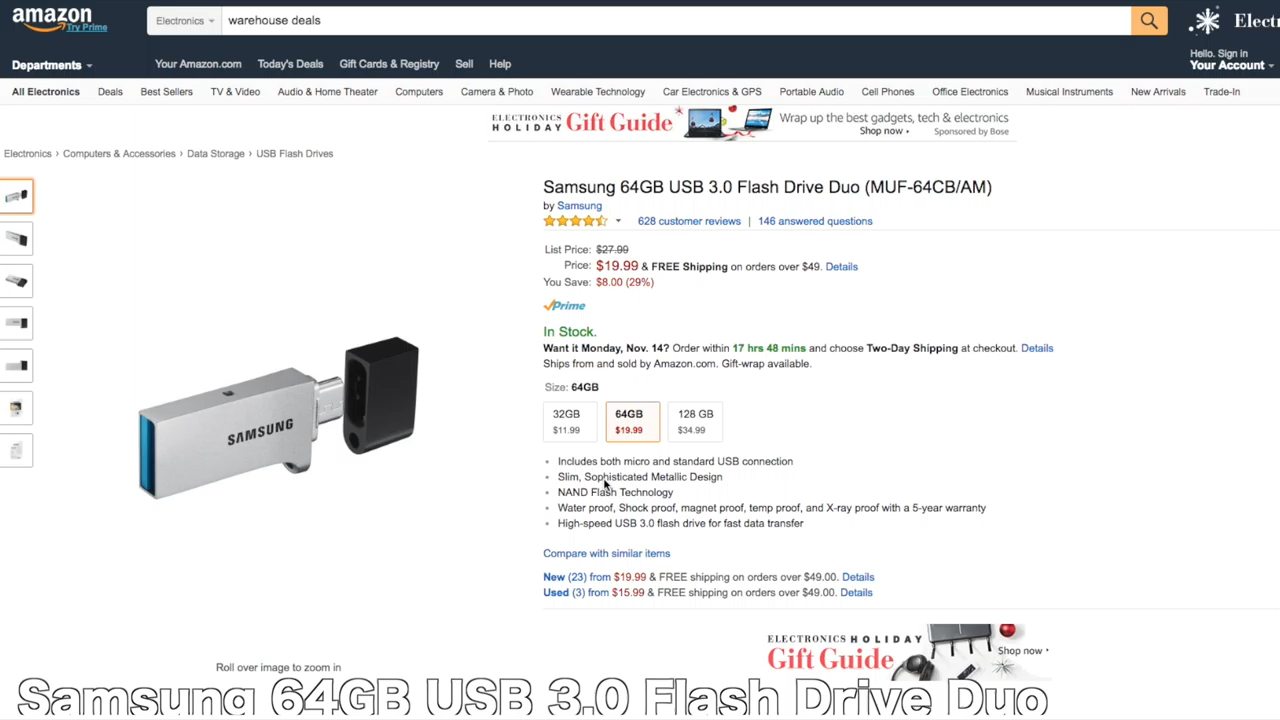 amazon
Try Prime
Electronics
warehouse deals
Electr
Hello. Sign in
Your Account
Departments
Your Amazon.com
Today's Deals
Gift Cards & Registry
Sell
Help
All Electronics
Deals
Best Sellers
TV & Video
Audio & Home Theater
Computers
Camera & Photo
Wearable Technology
Car Electronics & GPS
Portable Audio
Cell Phones
Office Electronics
Musical Instruments
New Arrivals
Trade-In
ELECTRONICS
HOLIDAY Gift Guide
Wrap up the best gadgets, tech & electronics
Shop now ›
Sponsored by Bose
Electronics › Computers & Accessories › Data Storage › USB Flash Drives
Samsung 64GB USB 3.0 Flash Drive Duo (MUF-64CB/AM)
by Samsung
628 customer reviews | 146 answered questions
List Price: $27.99
Price: $19.99 & FREE Shipping on orders over $49. Details
You Save: $8.00 (29%)
Prime
In Stock.
Want it Monday, Nov. 14? Order within 17 hrs 48 mins and choose Two-Day Shipping at checkout. Details
Ships from and sold by Amazon.com. Gift-wrap available.
Size: 64GB
32GB
$11.99
64GB
$19.99
128 GB
$34.99
SAMSUNG
• Includes both micro and standard USB connection
• Slim, Sophisticated Metallic Design
• NAND Flash Technology
• Water proof, Shock proof, magnet proof, temp proof, and X-ray proof with a 5-year warranty
• High-speed USB 3.0 flash drive for fast data transfer
Compare with similar items
New (23) from $19.99 & FREE shipping on orders over $49.00. Details
Used (3) from $15.99 & FREE shipping on orders over $49.00. Details
ELECTRONICS HOLIDAY
Gift Guide
Shop now ›
Roll over image to zoom in
Samsung 64GB USB 3.0 Flash Drive Duo